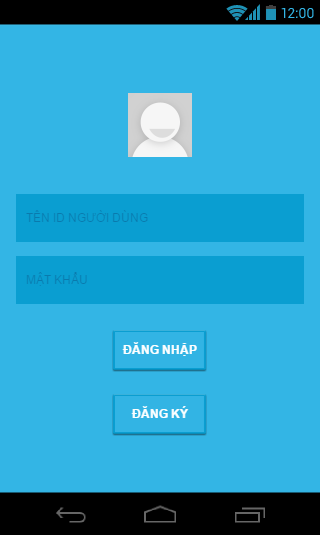 12:00
TÊN ID NGƯỜI DÙNG
MẬT KHẨU
ĐĂNG NHẬP
ĐĂNG KÝ